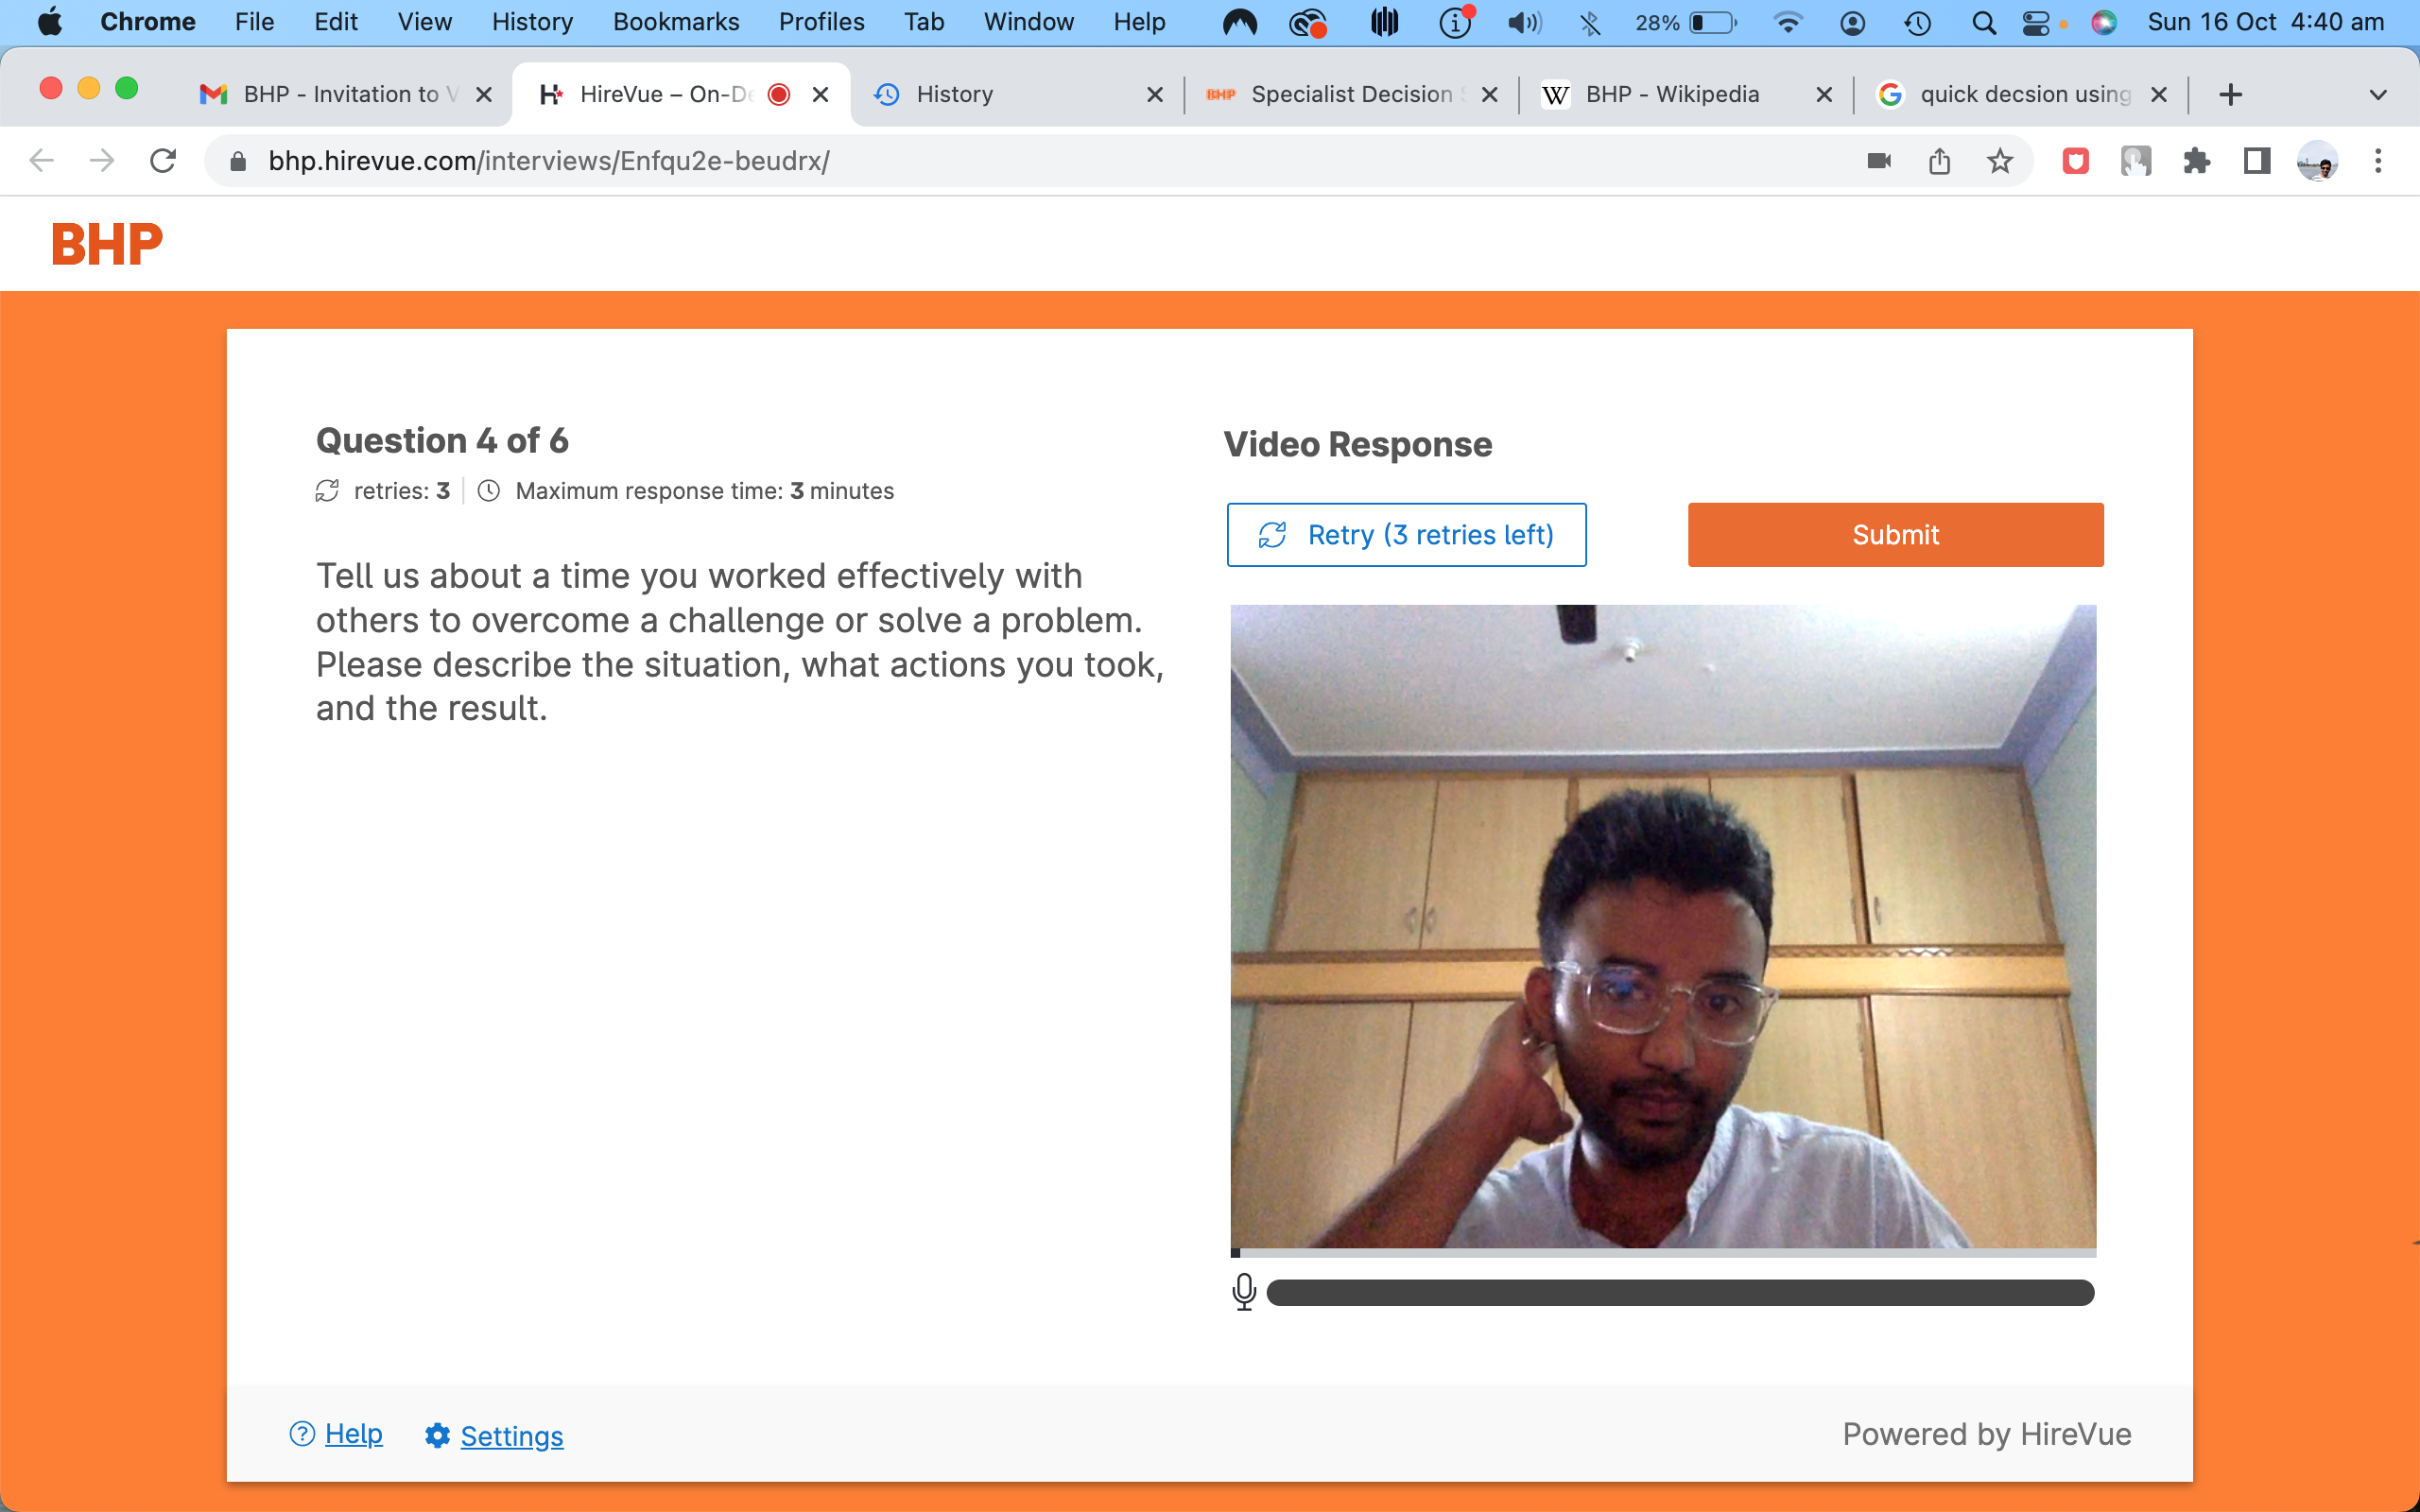 Chrome File Edit View History Bookmarks Profiles Tab Window Help 28% Sun 16 Oct 4:40 am
BHP - Invitation to V HireVue – On-De History BHP Specialist Decision S W BHP - Wikipedia G quick decsion using
bhp.hirevue.com/interviews/Enfqu2e-beudrx/
BHP
Question 4 of 6
retries: 3 Maximum response time: 3 minutes
Tell us about a time you worked effectively with
others to overcome a challenge or solve a problem.
Please describe the situation, what actions you took,
and the result.
Video Response
Retry (3 retries left) Submit
Help Settings Powered by HireVue